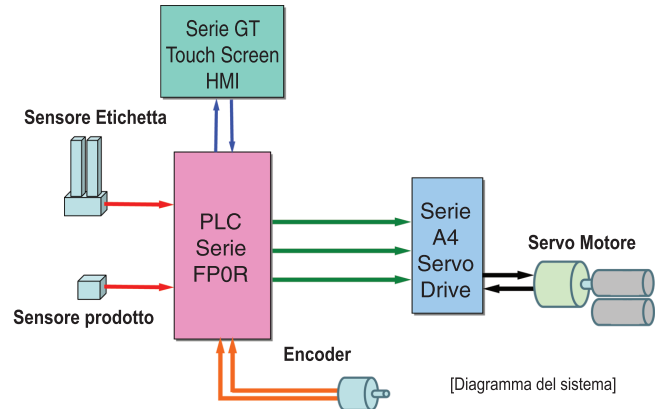 Serie GT
Touch Screen
HMI
Sensore Etichetta
PLC
Serie
FP0R
Serie
A4
Servo
Drive
Servo Motore
Sensore prodotto
Encoder
[Diagramma del sistema]